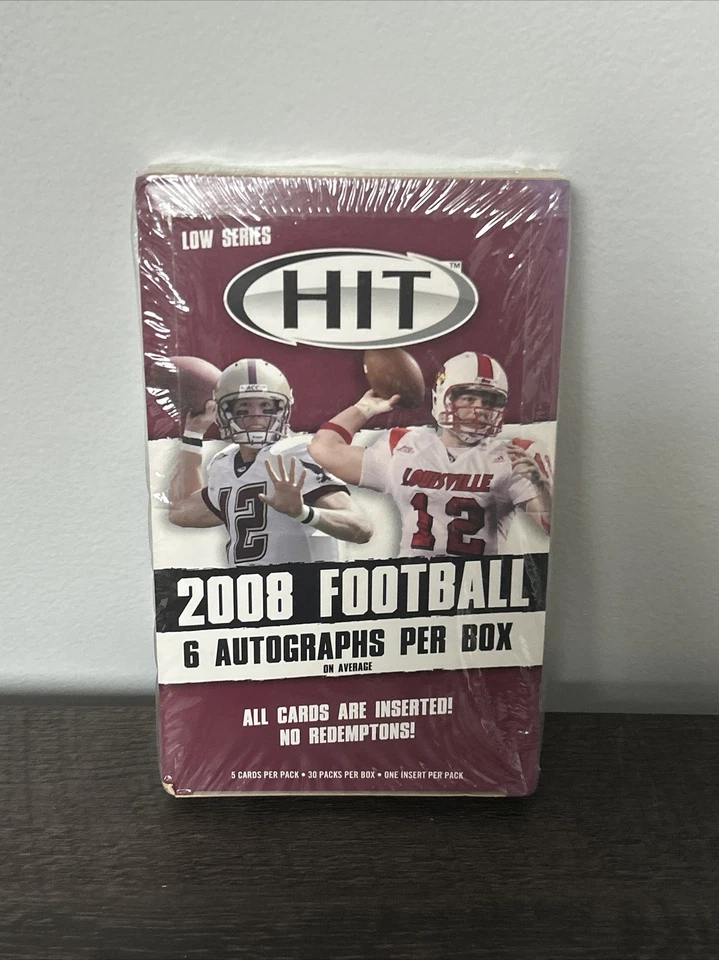 LOW SERIES
HIT™
ACC
LOUISVILLE
12
12
2008 FOOTBALL
6 AUTOGRAPHS PER BOX
ON AVERAGE
ALL CARDS ARE INSERTED!
NO REDEMPTONS!
5 CARDS PER PACK • 30 PACKS PER BOX • ONE INSERT PER PACK